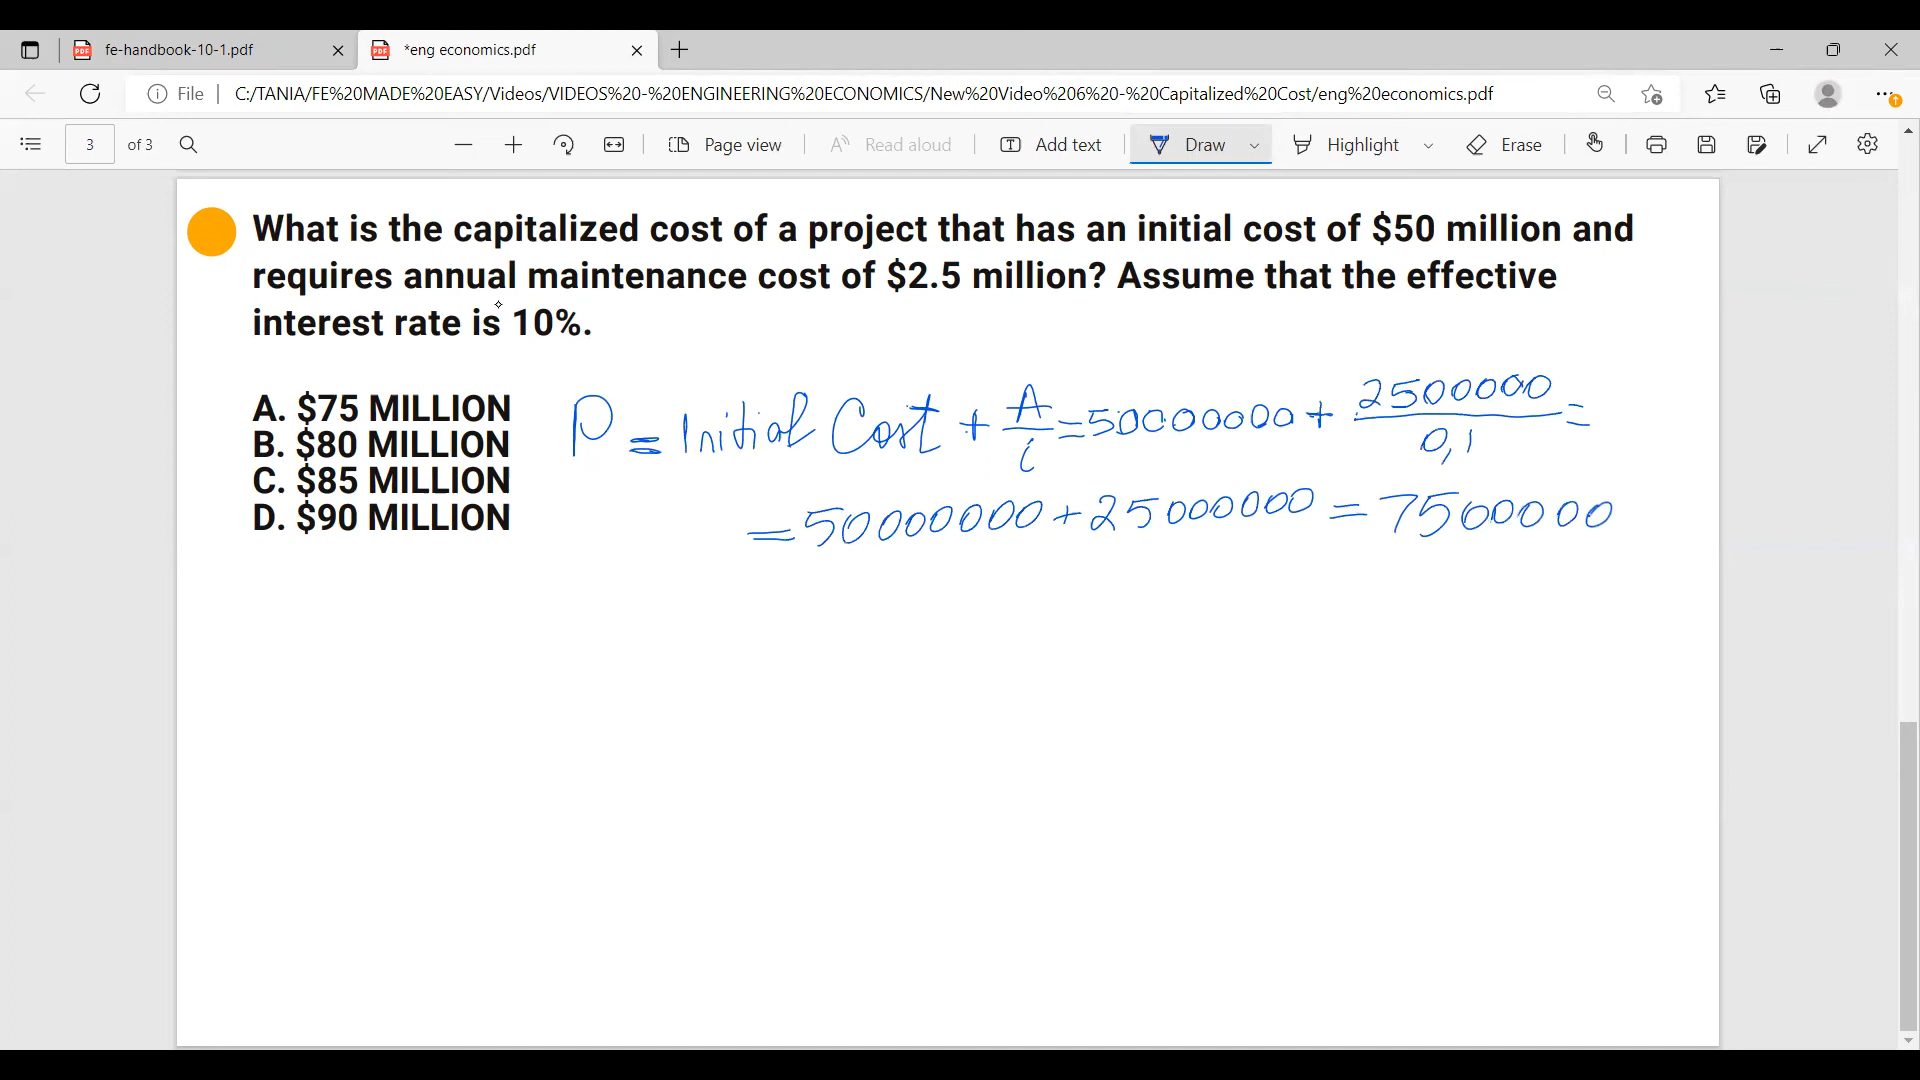 fe-handbook-10-1.pdf
*eng economics.pdf
File
C:/TANIA/FE%20MADE%20EASY/Videos/VIDEOS%20-%20ENGINEERING%20ECONOMICS/New%20Video%206%20-%20Capitalized%20Cost/eng%20economics.pdf
3 of 3 Page view Read aloud Add text Draw Highlight Erase
What is the capitalized cost of a project that has an initial cost of $50 million and
requires annual maintenance cost of $2.5 million? Assume that the effective
interest rate is 10%.
A. $75 MILLION
B. $80 MILLION
C. $85 MILLION
D. $90 MILLION
P = Initial Cost + A/i = 50000000 + 2500000/0,1 =
= 50000000 + 25000000 = 7500000